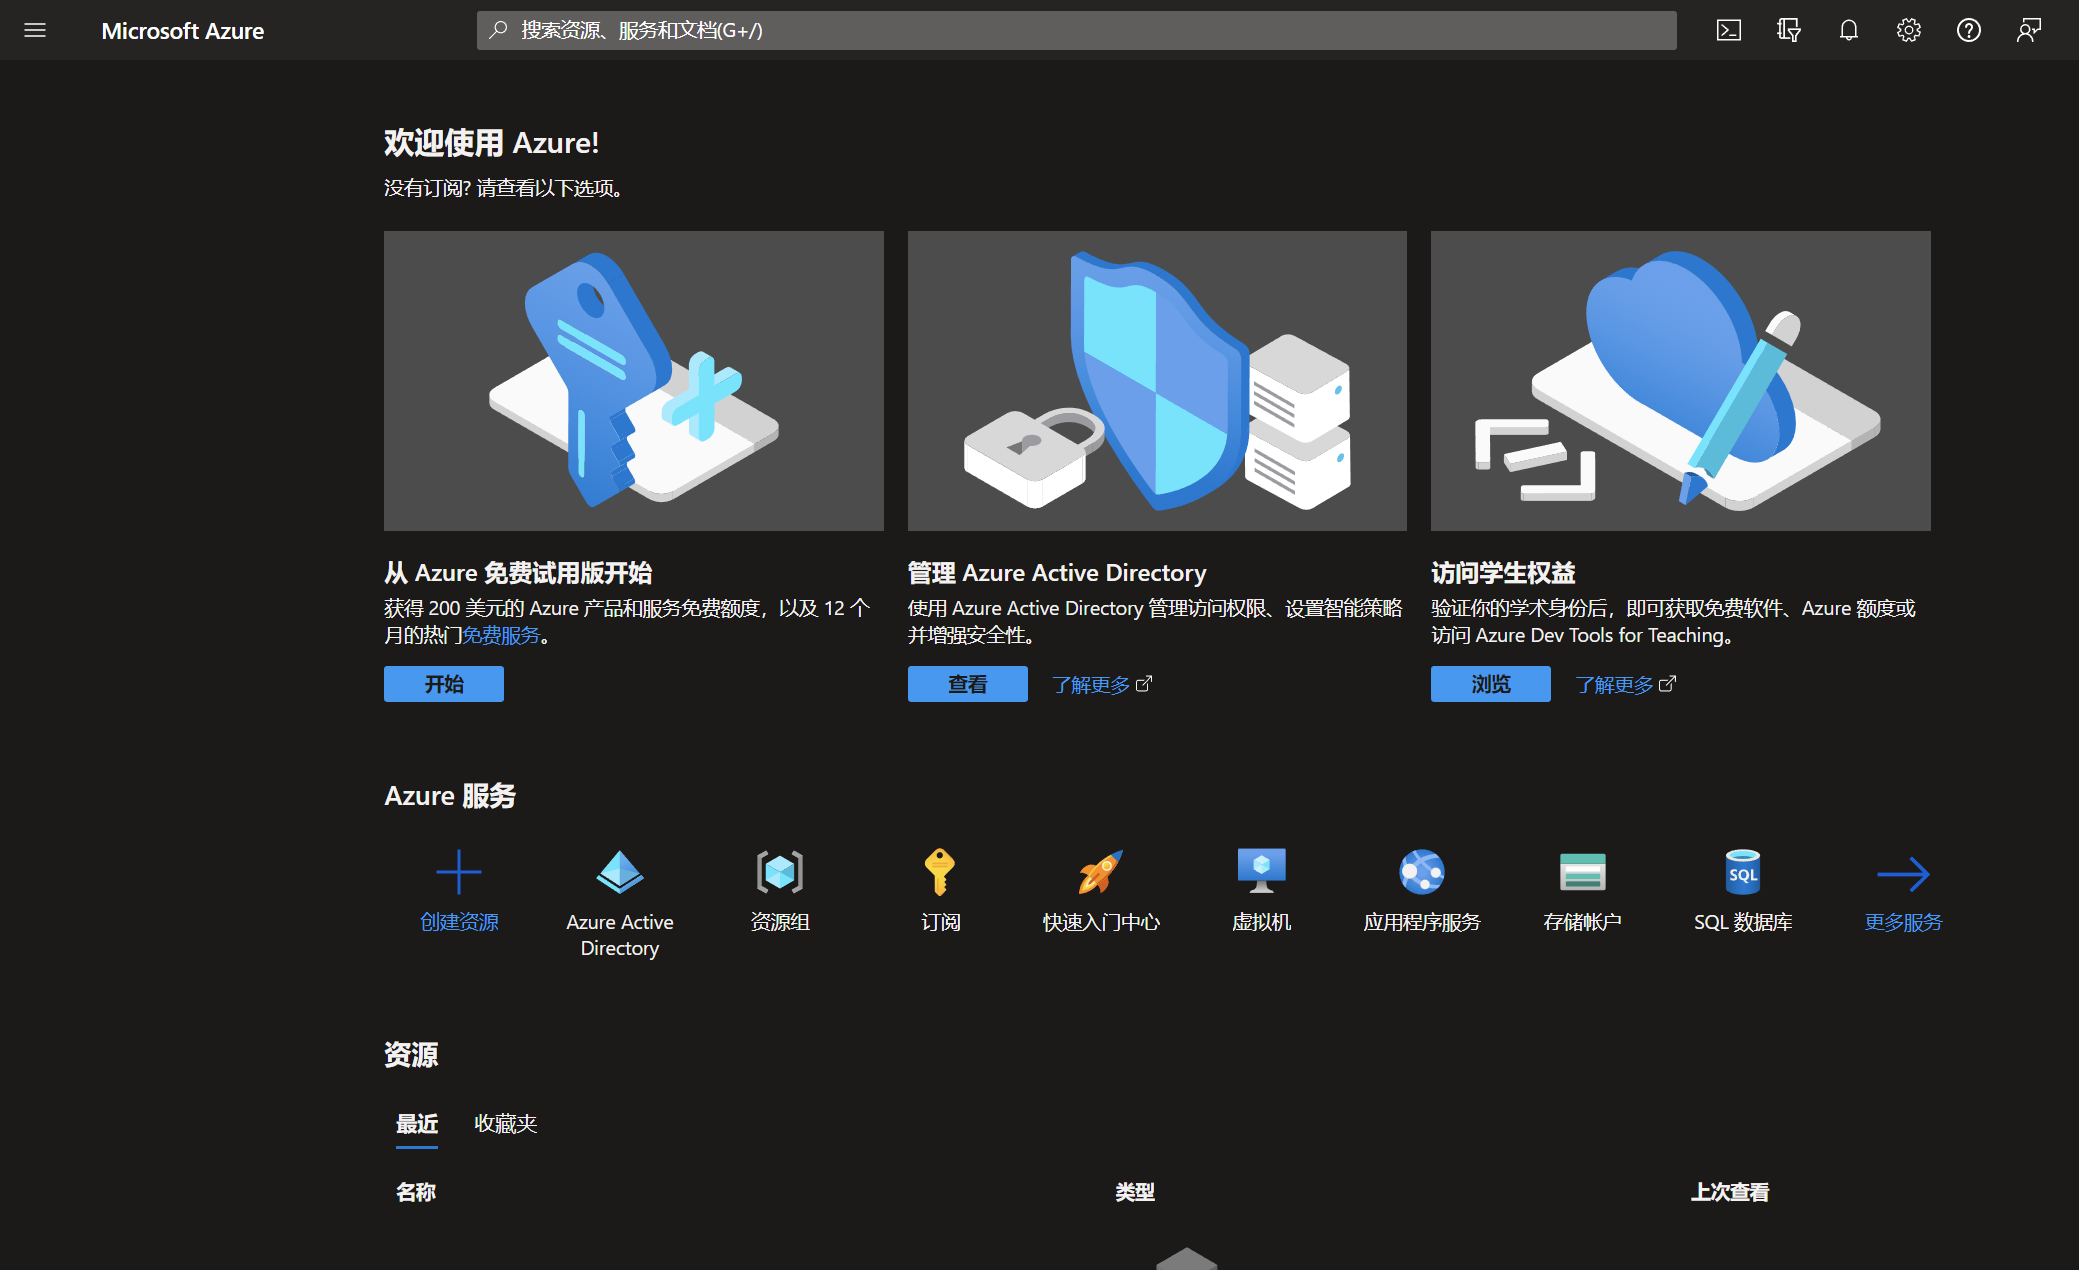 Microsoft Azure
搜索资源、服务和文档(G+/)
欢迎使用 Azure!
没有订阅? 请查看以下选项。
从 Azure 免费试用版开始
获得 200 美元的 Azure 产品和服务免费额度，以及 12 个
月的热门免费服务。
开始
管理 Azure Active Directory
使用 Azure Active Directory 管理访问权限、设置智能策略
并增强安全性。
查看
了解更多
访问学生权益
验证你的学术身份后，即可获取免费软件、Azure 额度或
访问 Azure Dev Tools for Teaching。
浏览
了解更多
Azure 服务
创建资源
Azure Active
Directory
资源组
订阅
快速入门中心
虚拟机
应用程序服务
存储帐户
SQL
SQL 数据库
更多服务
资源
最近
收藏夹
名称
类型
上次查看